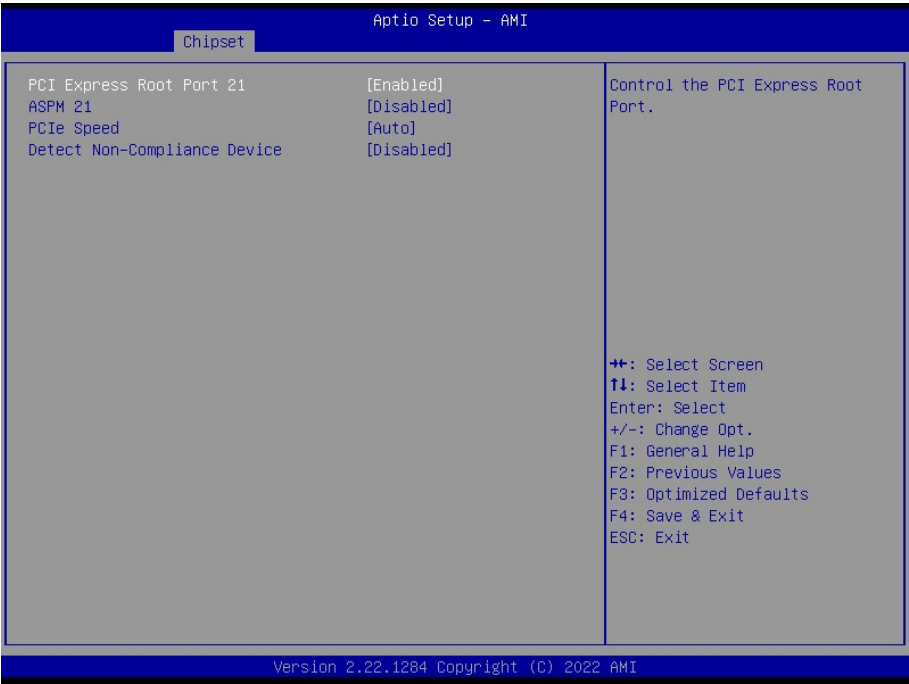 Aptio Setup – AMI
Chipset
PCI Express Root Port 21 [Enabled]
ASPM 21 [Disabled]
PCIe Speed [Auto]
Detect Non-Compliance Device [Disabled]
Control the PCI Express Root
Port.
→←: Select Screen
↑↓: Select Item
Enter: Select
+/-: Change Opt.
F1: General Help
F2: Previous Values
F3: Optimized Defaults
F4: Save & Exit
ESC: Exit
Version 2.22.1284 Copyright (C) 2022 AMI